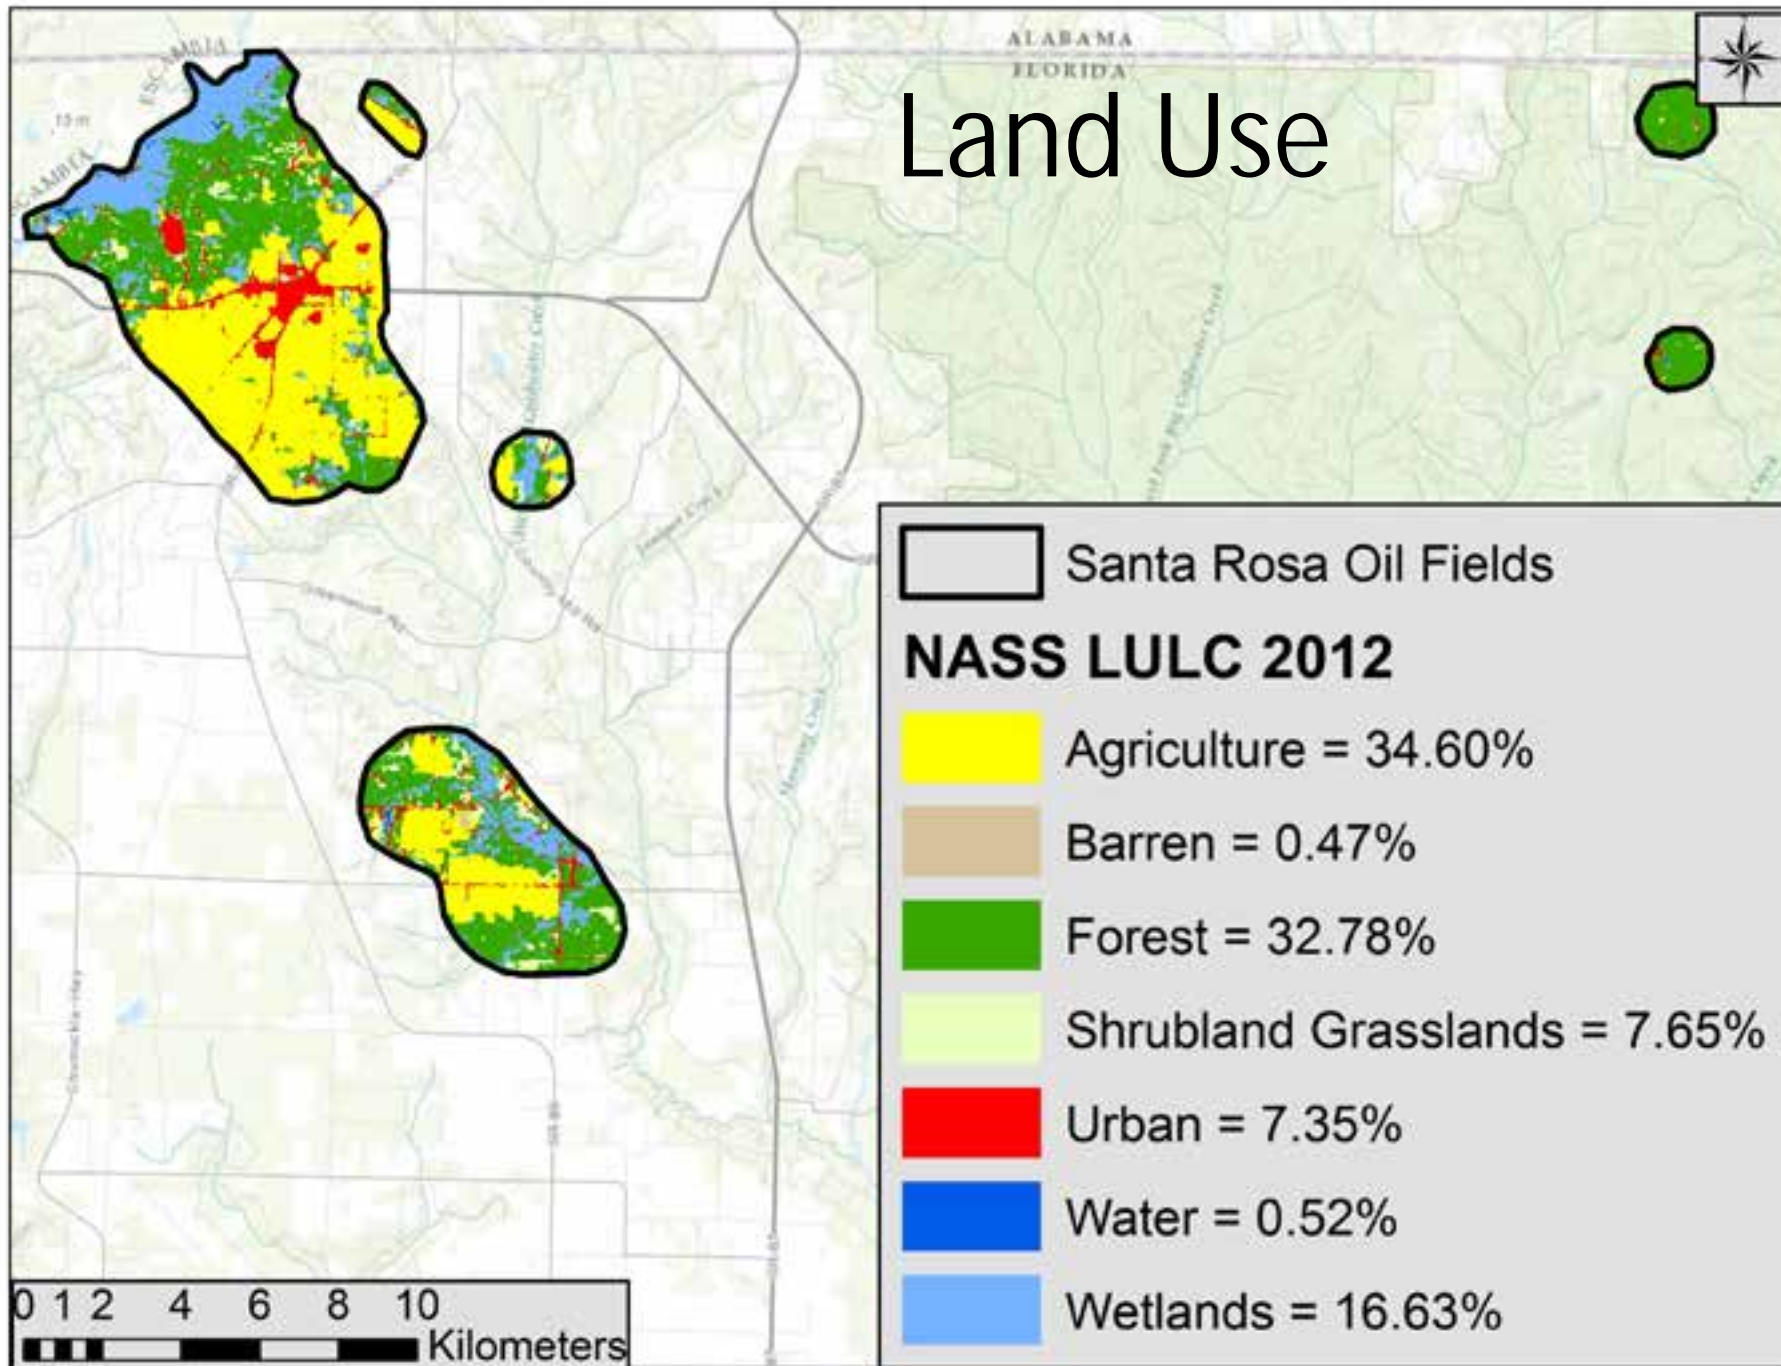 ALABAMA
FLORIDA
ESCAMBIA
Land Use
15 m
Santa Rosa Oil Fields
NASS LULC 2012
Agriculture = 34.60%
Barren = 0.47%
Forest = 32.78%
Shrubland Grasslands = 7.65%
Urban = 7.35%
Water = 0.52%
Wetlands = 16.63%
0 1 2 4 6 8 10
Kilometers